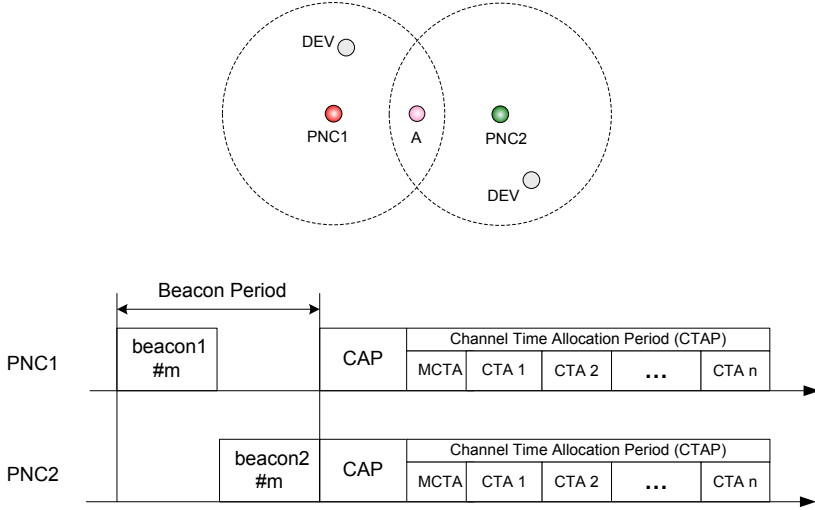 DEV
PNC1
A
PNC2
DEV
Beacon Period
PNC1
beacon1
#m
CAP
Channel Time Allocation Period (CTAP)
MCTA
CTA 1
CTA 2
...
CTA n
PNC2
beacon2
#m
CAP
Channel Time Allocation Period (CTAP)
MCTA
CTA 1
CTA 2
...
CTA n